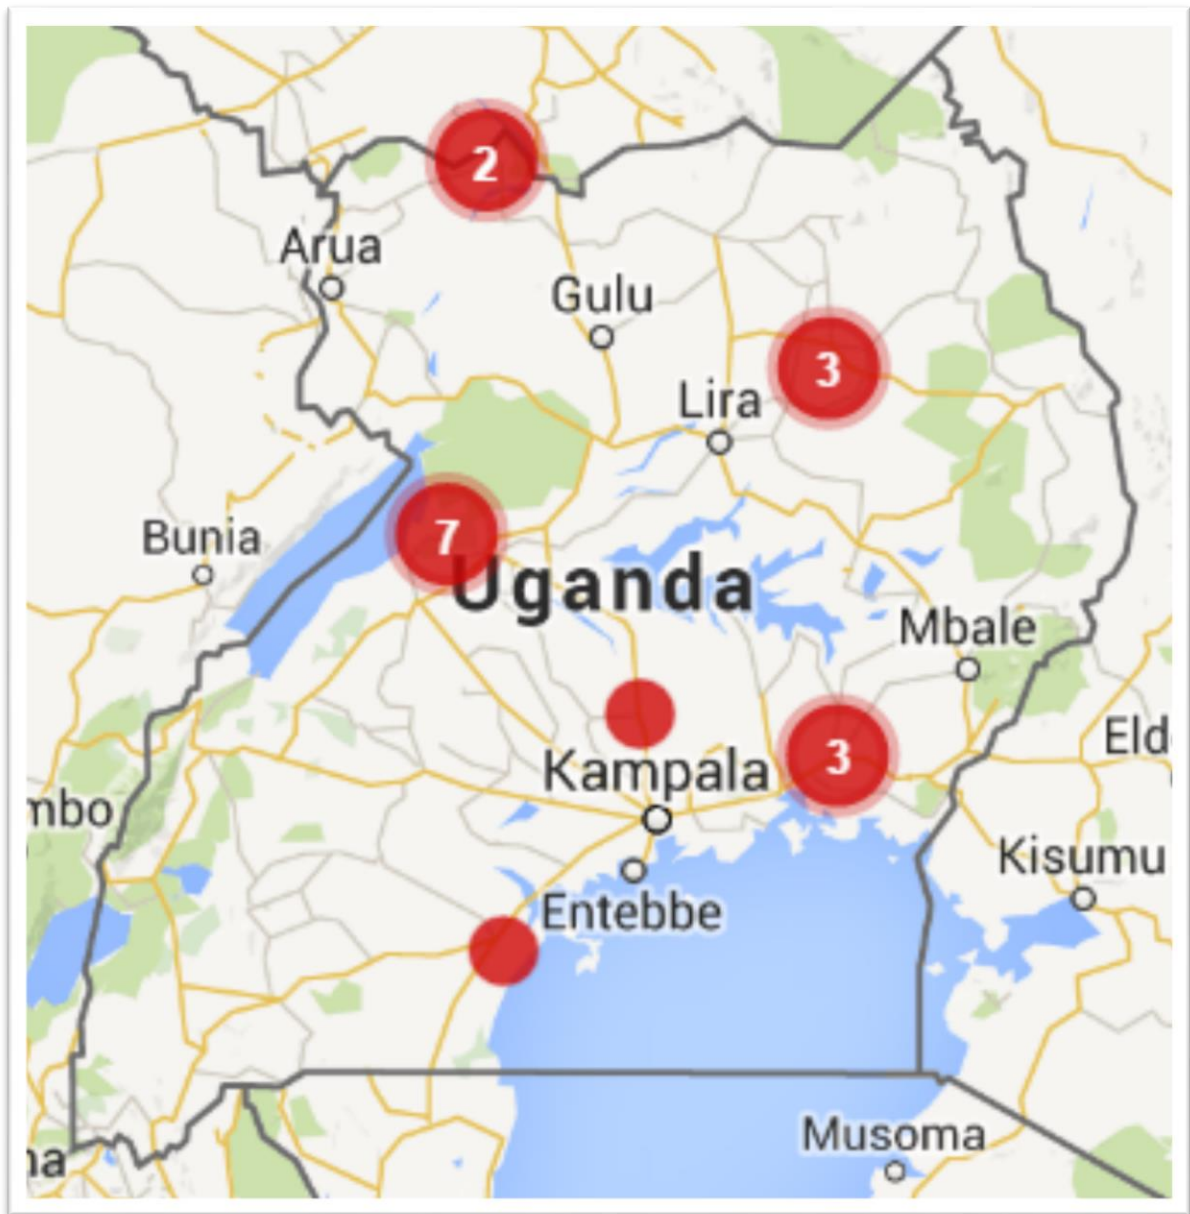 2
Arua
Gulu
3
Lira
7
Bunia
Uganda
Mbale
Eld
Kampala
3
mbo
Kisumu
Entebbe
Musoma
na